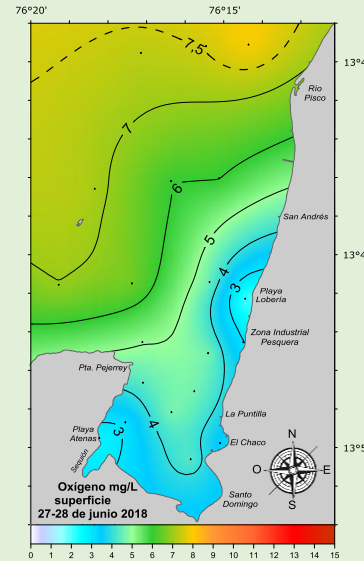 76°20' 76°15'
7,5
13°4
Río
Pisco
7
6
San Andrés
5
13°4
4
3
Playa
Lobería
Zona Industrial
Pesquera
Pta. Pejerrey
La Puntilla
4
Playa
Atenas
3
El Chaco
13°5
Sequión
N
O E
S
Santo
Domingo
Oxígeno mg/L
superficie
27-28 de junio 2018
0 1 2 3 4 5 6 7 8 9 10 11 12 13 14 15